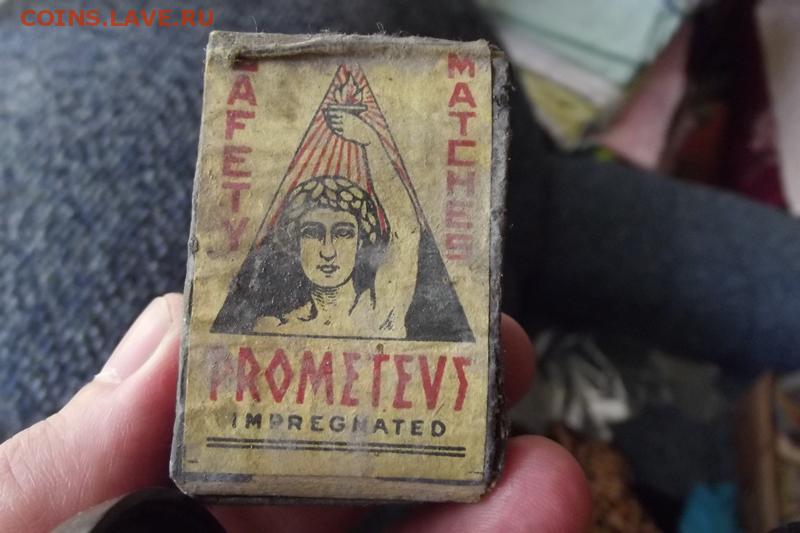 COINS.LAVE.RU
SAFETY
MATCHES
PROMETEVS
IMPREGNATED